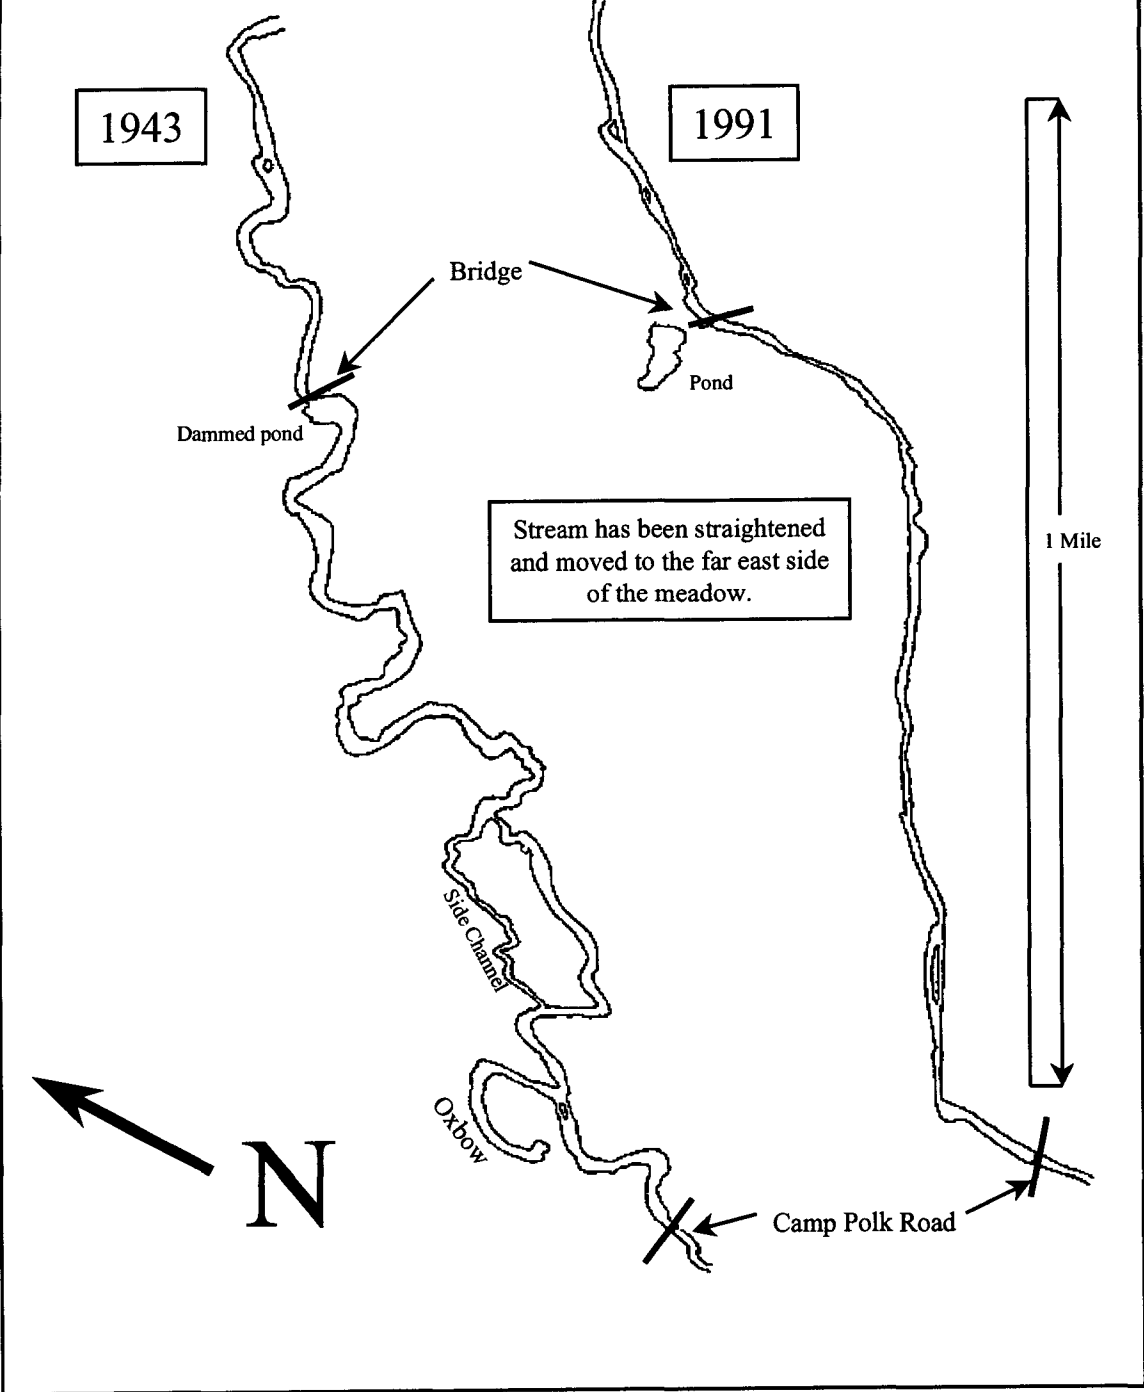 1943
1991
Bridge
Pond
Dammed pond
Stream has been straightened
and moved to the far east side
of the meadow.
1 Mile
Side Channel
Oxbow
N
Camp Polk Road